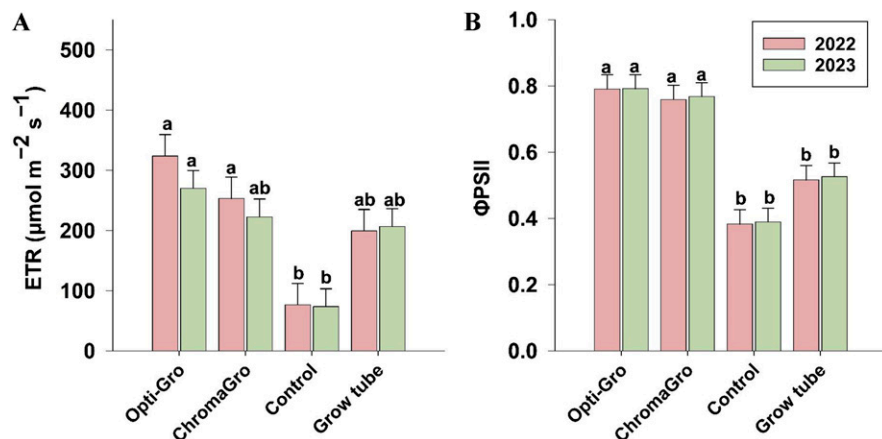 A
ETR (μmol m−2 s−1)
500
400
300
200
100
0
a
a
a
ab
b
b
ab
ab
Opti-Gro
ChromaGro
Control
Grow tube
B
ΦPSII
1.0
0.8
0.6
0.4
0.2
0.0
2022
2023
a
a
a
a
b
b
b
b
Opti-Gro
ChromaGro
Control
Grow tube